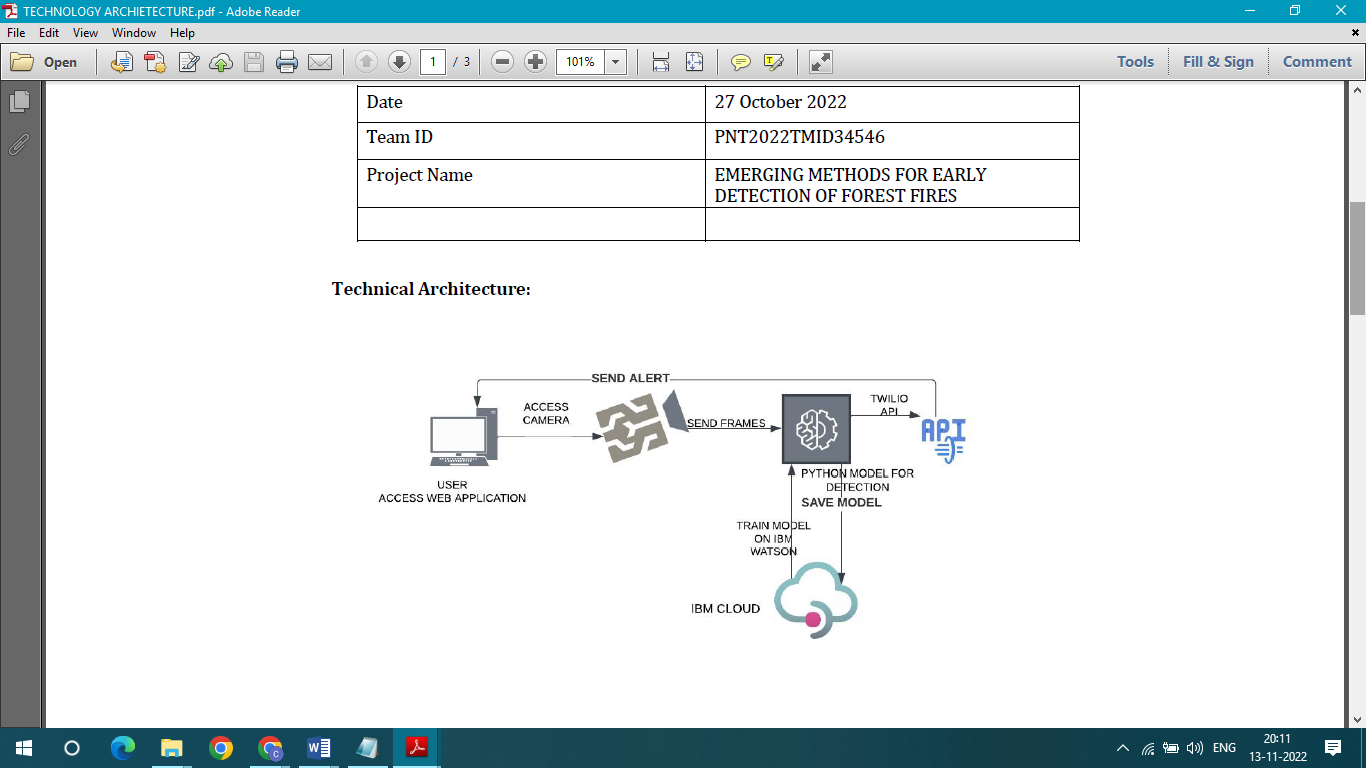 TECHNOLOGY ARCHIETECTURE.pdf - Adobe Reader
File Edit View Window Help
Open 1 / 3 101% Tools Fill & Sign Comment
Date 27 October 2022
Team ID PNT2022TMID34546
Project Name EMERGING METHODS FOR EARLY
DETECTION OF FOREST FIRES
Technical Architecture:
SEND ALERT
ACCESS
CAMERA
SEND FRAMES
TWILIO
API
API
USER
ACCESS WEB APPLICATION
PYTHON MODEL FOR
DETECTION
SAVE MODEL
TRAIN MODEL
ON IBM
WATSON
IBM CLOUD
C
ENG
20:11
13-11-2022